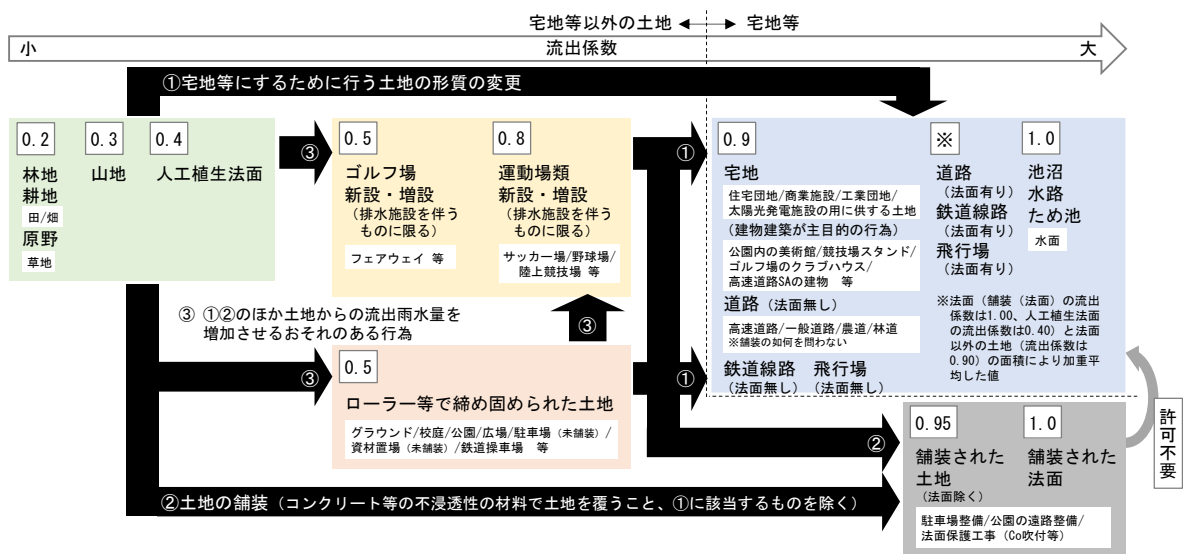 宅地等以外の土地
宅地等
小
流出係数
大
①宅地等にするために行う土地の形質の変更
0.2
林地
耕地
田/畑
原野
草地
0.3
山地
0.4
人工植生法面
③
0.5
ゴルフ場
新設・増設
(排水施設を伴う
ものに限る)
フェアウェイ 等
0.8
運動場類
新設・増設
(排水施設を伴う
ものに限る)
サッカー場/野球場/
陸上競技場 等
①
0.9
宅地
住宅団地/商業施設/工業団地/
太陽光発電施設の用に供する土地
(建物建築が主目的の行為)
公園内の美術館/競技場スタンド/
ゴルフ場のクラブハウス/
高速道路SAの建物 等
道路(法面無し)
高速道路/一般道路/農道/林道
※舗装の如何を問わない
鉄道線路
(法面無し)
飛行場
(法面無し)
※
道路
(法面有り)
鉄道線路
(法面有り)
飛行場
(法面有り)
1.0
池沼
水路
ため池
水面
※法面(舗装(法面)の流出
係数は1.00、人工植生法面
の流出係数は0.40)と法面
以外の土地(流出係数は
0.90)の面積により加重平
均した値
③ ①②のほか土地からの流出雨水量を
増加させるおそれのある行為
③
③
0.5
ローラー等で締め固められた土地
グラウンド/校庭/公園/広場/駐車場(未舗装)/
資材置場(未舗装)/鉄道操車場 等
①
②
②土地の舗装(コンクリート等の不浸透性の材料で土地を覆うこと、①に該当するものを除く)
0.95
舗装された
土地
(法面除く)
1.0
舗装された
法面
駐車場整備/公園の遠路整備/
法面保護工事(Co吹付等)
許可不要